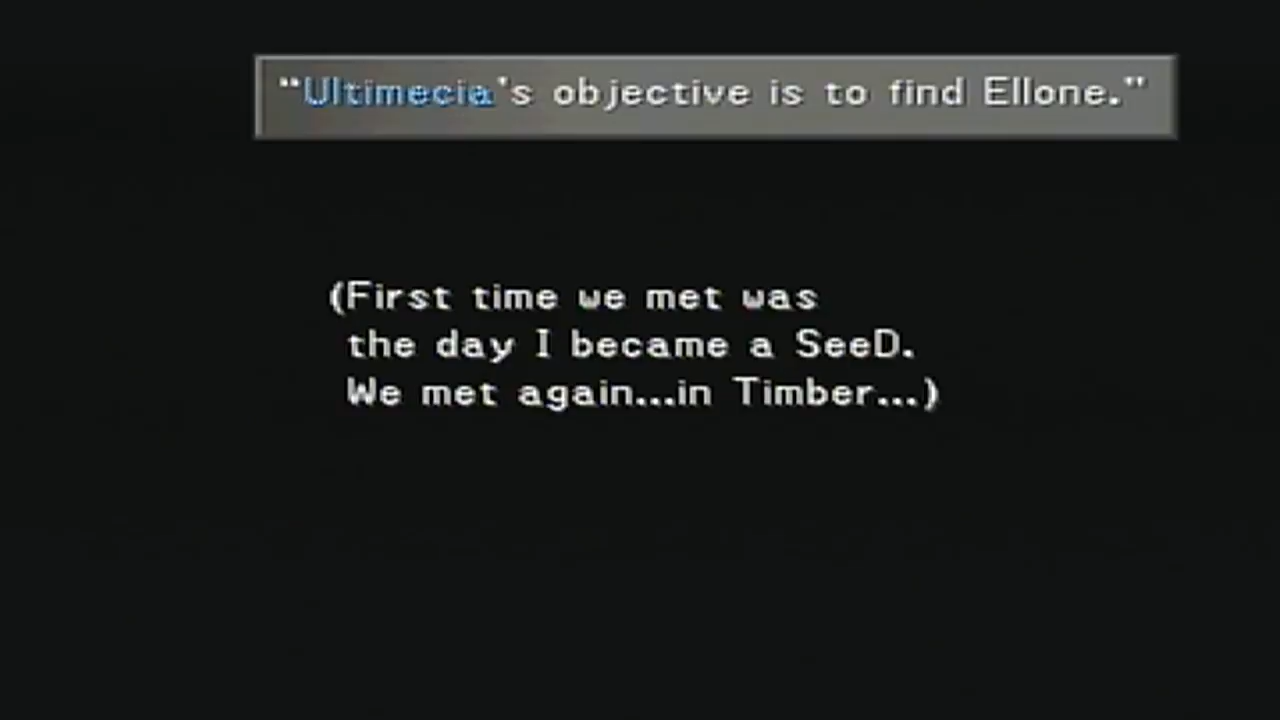 "Ultimecia's objective is to find Ellone."
(First time we met was
the day I became a SeeD.
We met again...in Timber...)